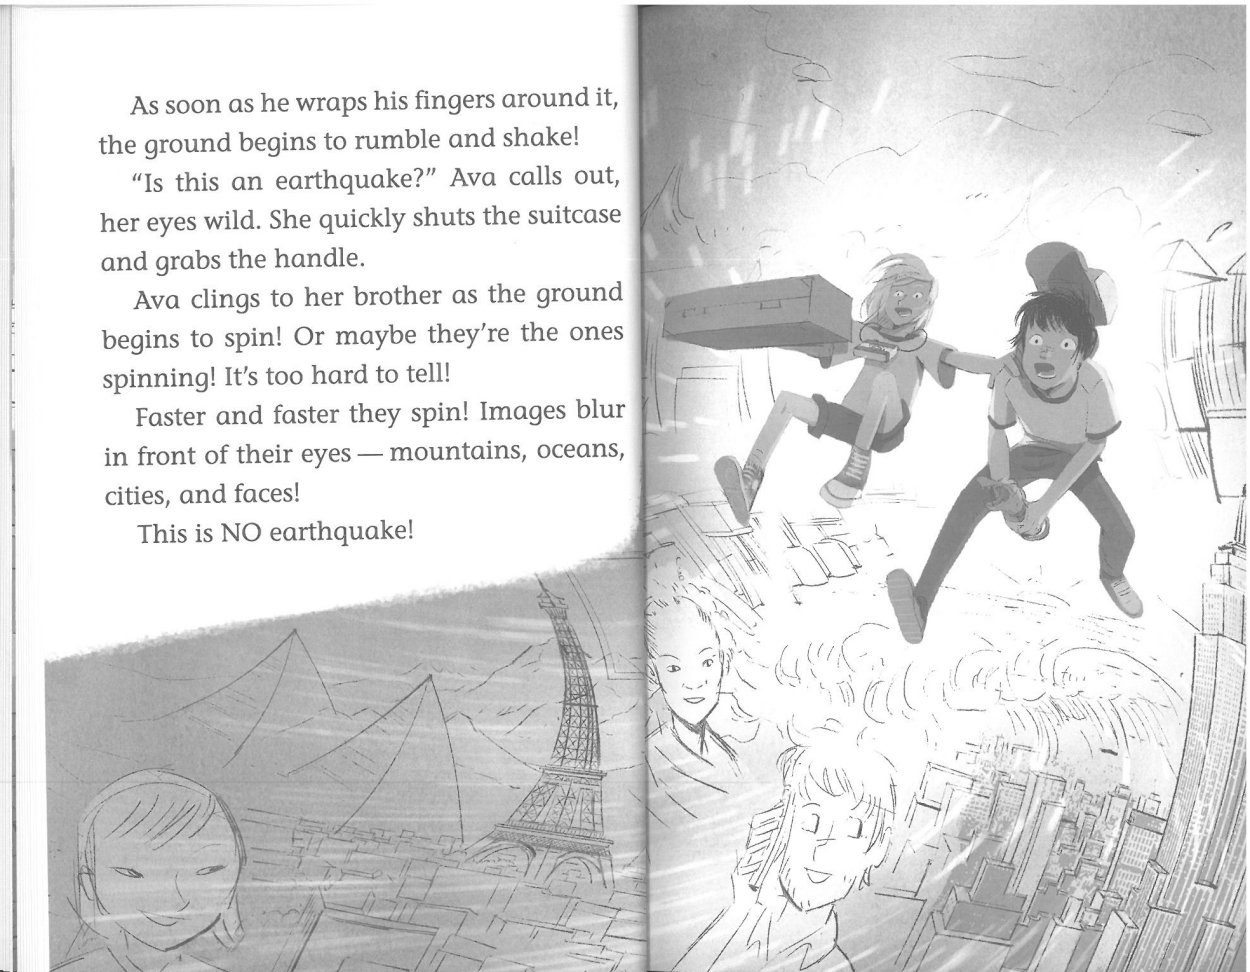 As soon as he wraps his fingers around it,
the ground begins to rumble and shake!
“Is this an earthquake?” Ava calls out,
her eyes wild. She quickly shuts the suitcase
and grabs the handle.
Ava clings to her brother as the ground
begins to spin! Or maybe they’re the ones
spinning! It’s too hard to tell!
Faster and faster they spin! Images blur
in front of their eyes — mountains, oceans,
cities, and faces!
This is NO earthquake!